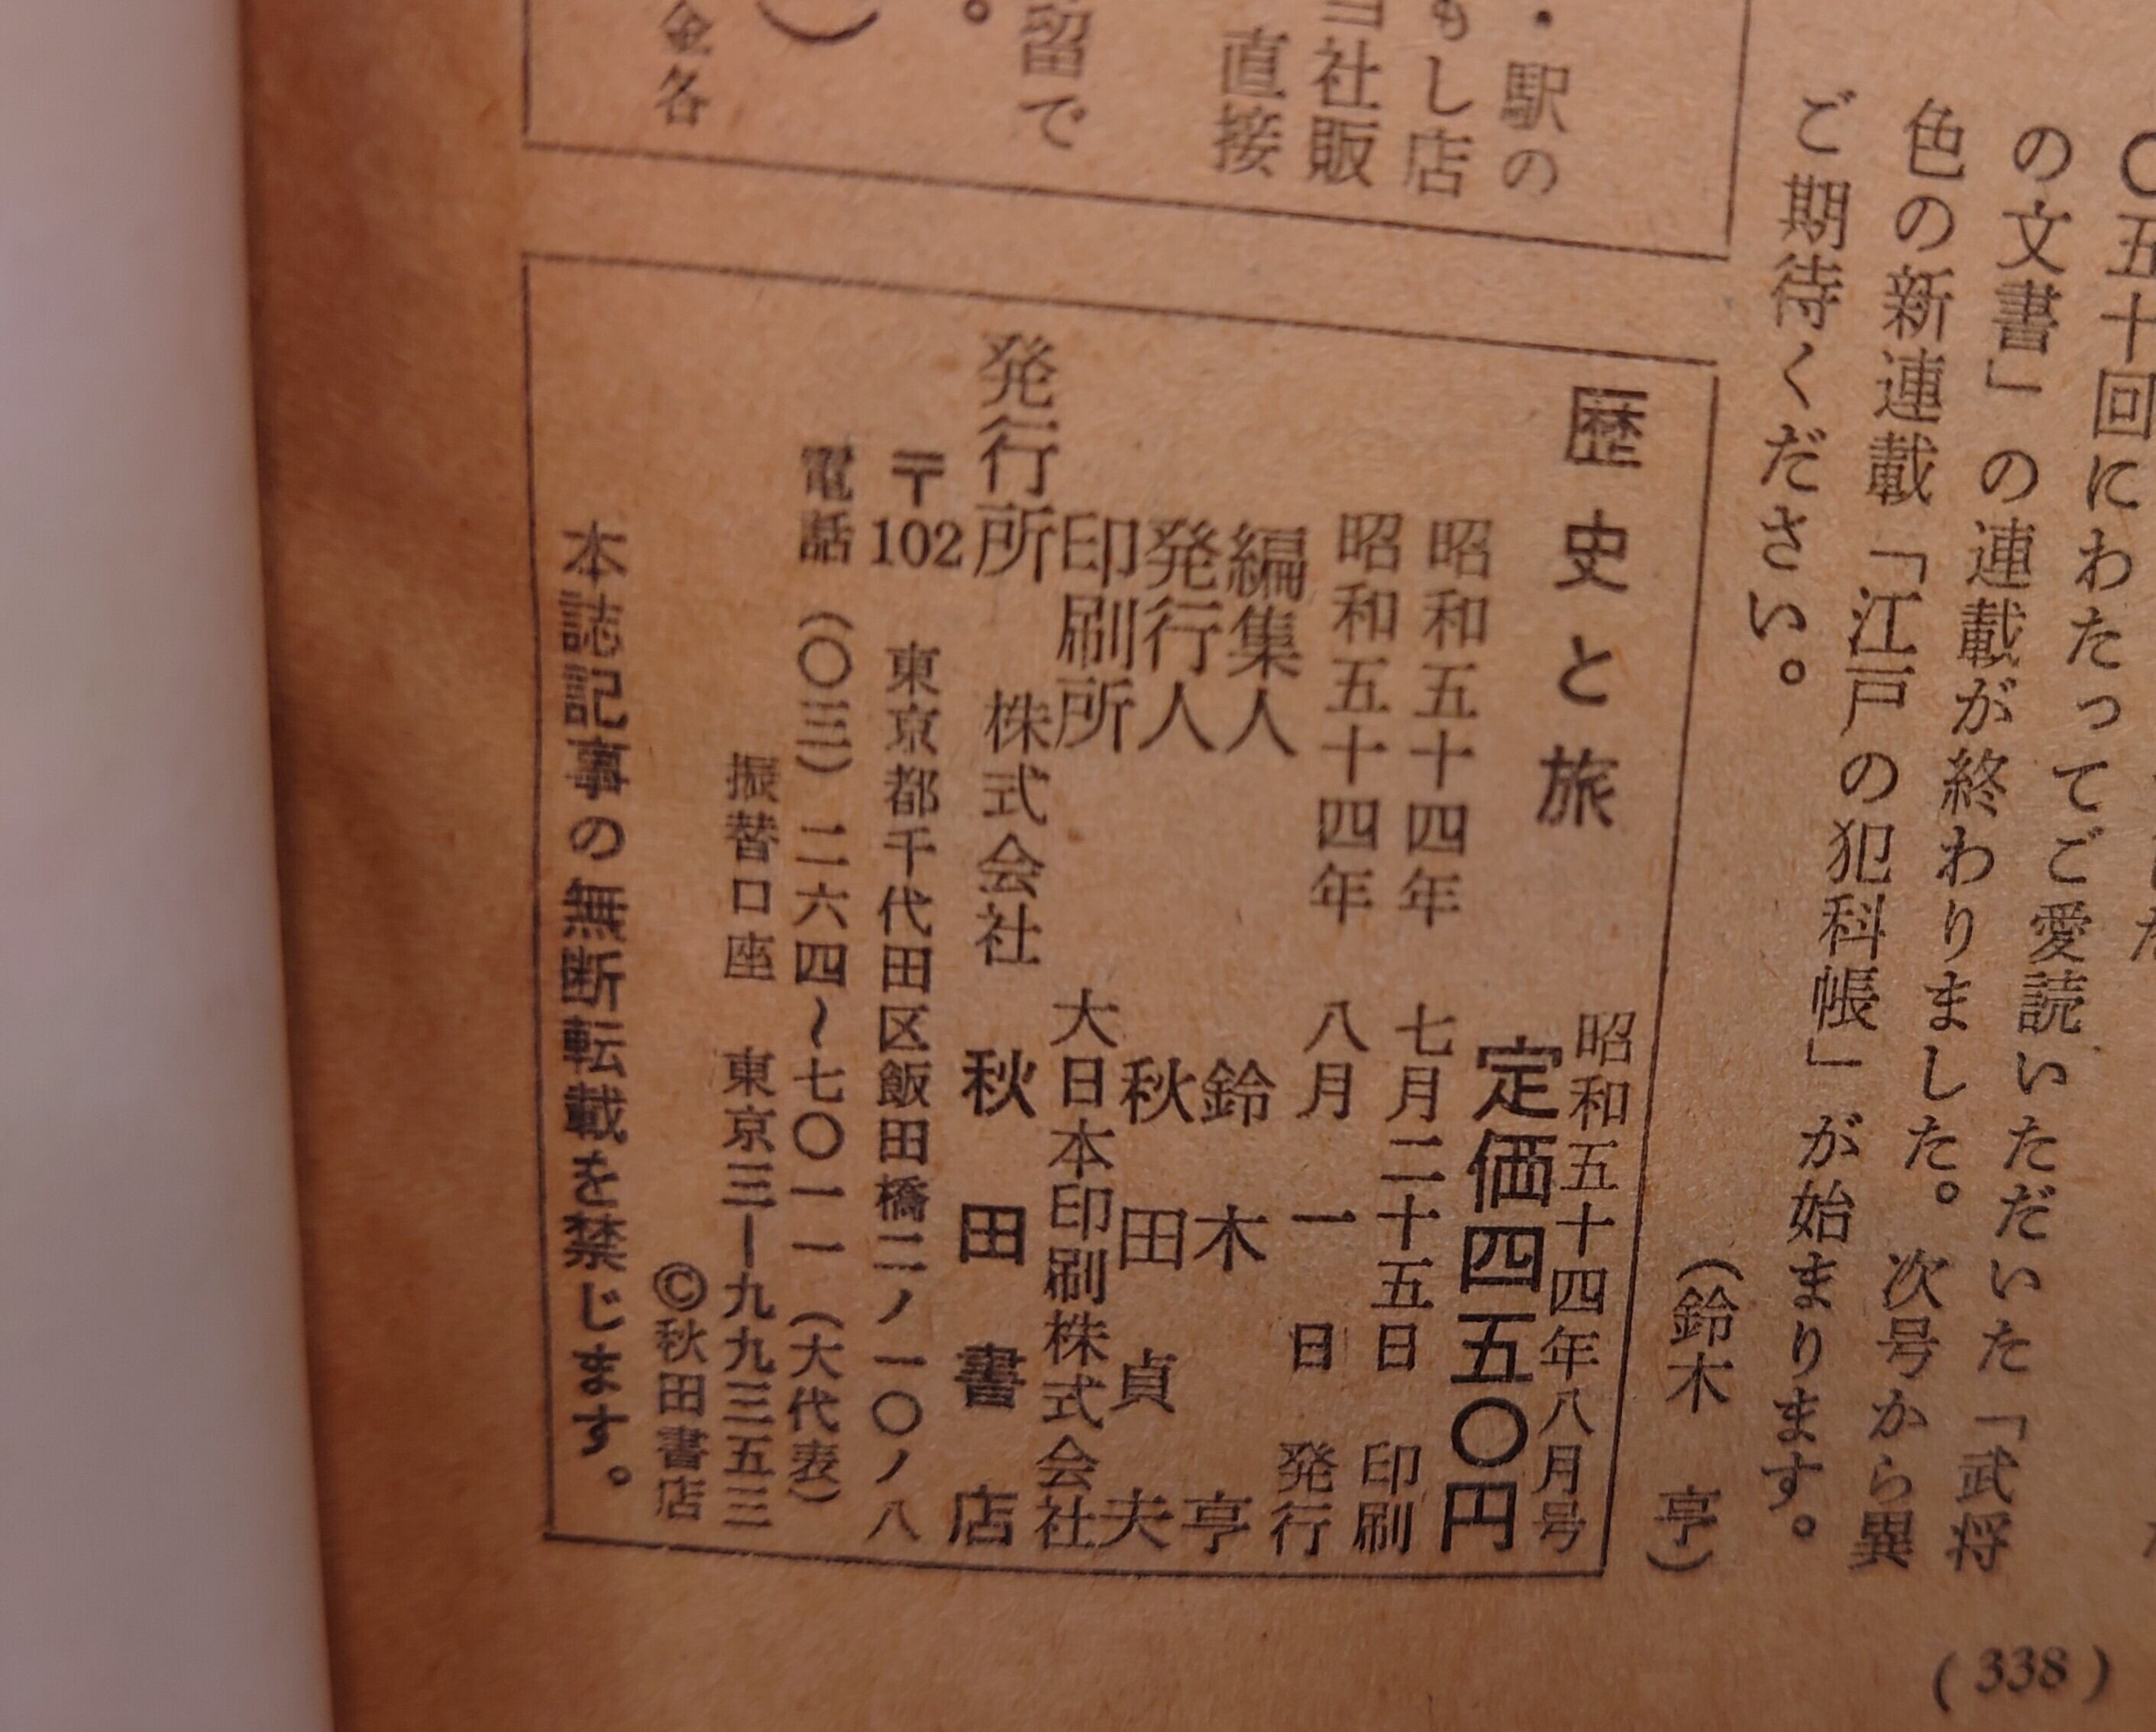 ・駅の
もし店
当社販
直接
留で
。
）
金各
〇五十回にわたってご愛読いただいた「武将
の文書」の連載が終わりました。次号から異
色の新連載「江戸の犯科帳」が始まります。
ご期待ください。
（鈴木　亨）
歴史と旅　昭和五十四年八月号
定価四五〇円
昭和五十四年　七月二十五日　印刷
昭和五十四年　八月　一　日　発行
編集人　鈴木　亨
発行人　秋田貞夫
印刷所　大日本印刷株式会社
発行所　株式会社　秋田書店
〒102　東京都千代田区飯田橋二ノ一〇ノ八
電話（〇三）二六四〜七〇一一（大代表）
振替口座　東京三ー九九三五三
©秋田書店
本誌記事の無断転載を禁じます。
(338)